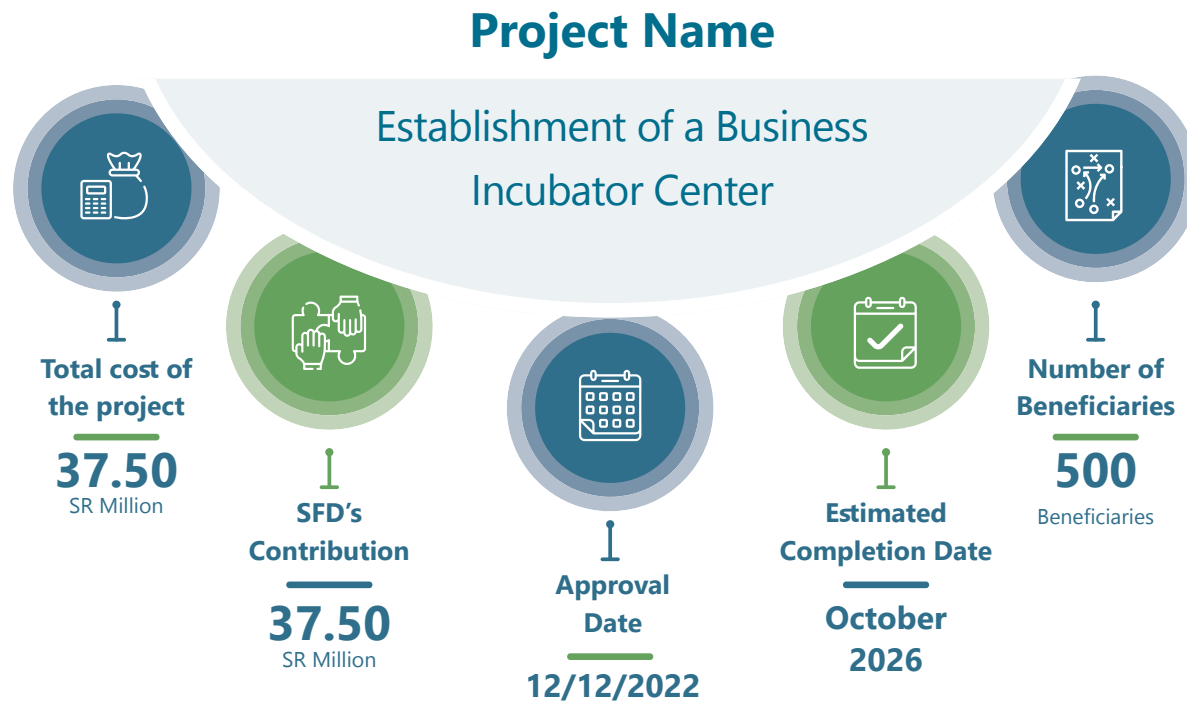 Project Name
Establishment of a Business
Incubator Center
Total cost of
the project
37.50
SR Million
SFD’s
Contribution
37.50
SR Million
Approval
Date
12/12/2022
Estimated
Completion Date
October
2026
Number of
Beneficiaries
500
Beneficiaries